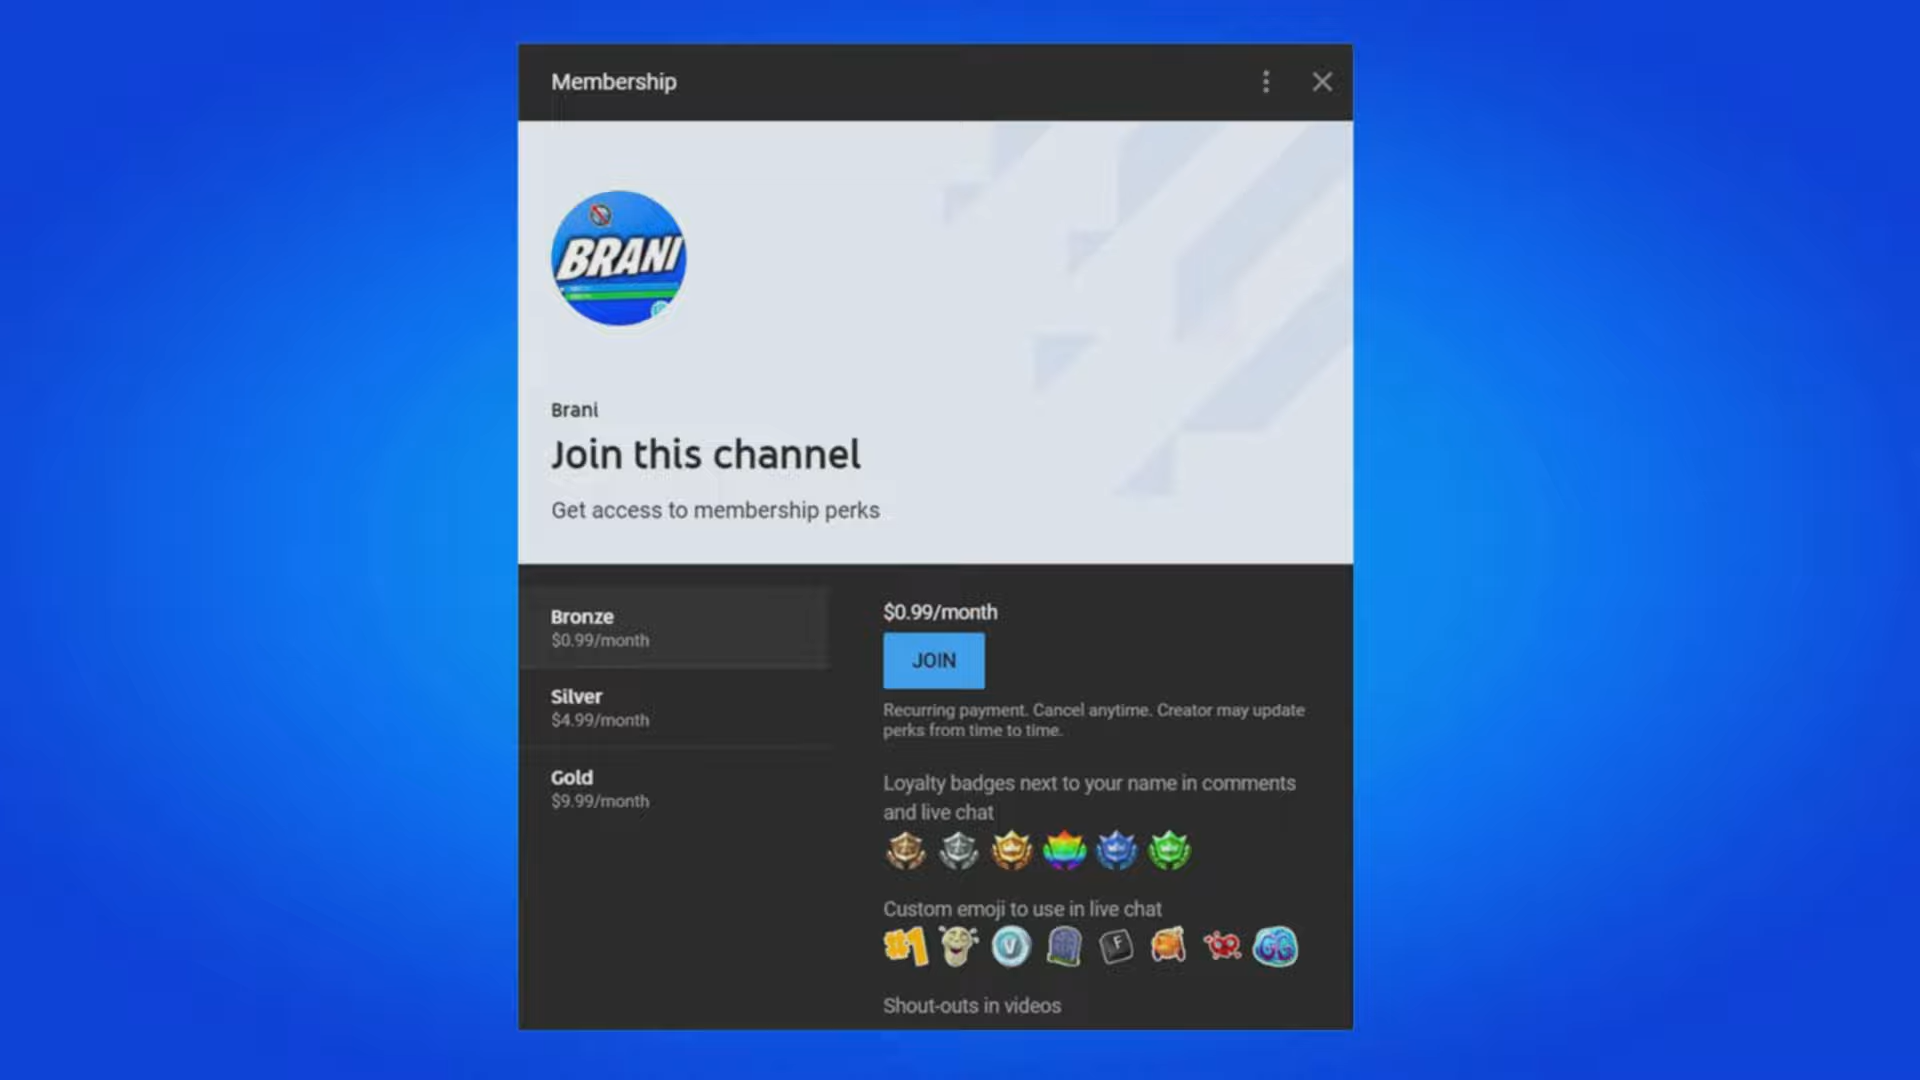 Membership
BRANI
Brani
Join this channel
Get access to membership perks
Bronze
$0.99/month
Silver
$4.99/month
Gold
$9.99/month
$0.99/month
JOIN
Recurring payment. Cancel anytime. Creator may update
perks from time to time.
Loyalty badges next to your name in comments
and live chat
Custom emoji to use in live chat
#1
V
F
GG
Shout-outs in videos